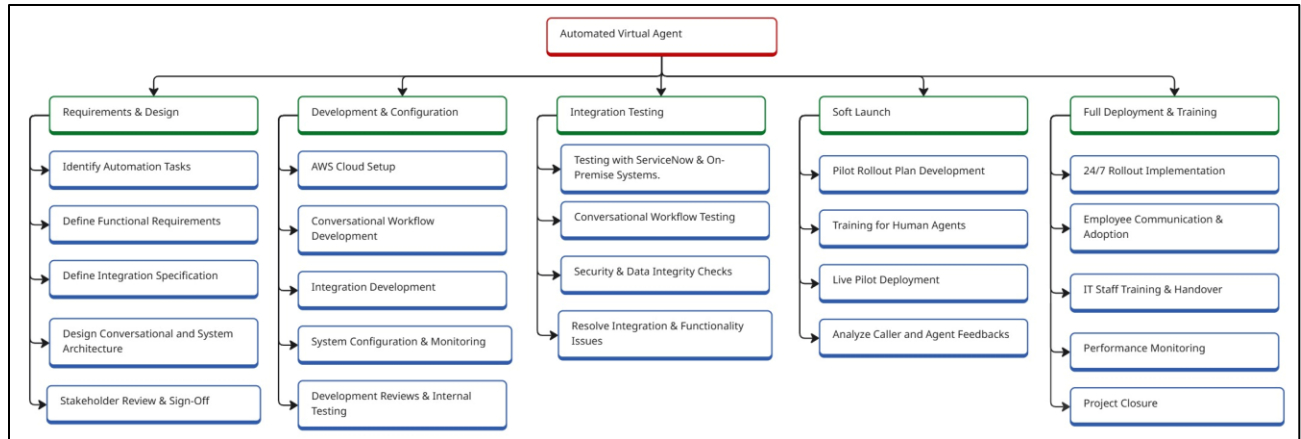 Automated Virtual Agent
Requirements & Design
Identify Automation Tasks
Define Functional Requirements
Define Integration Specification
Design Conversational and System
Architecture
Stakeholder Review & Sign-Off
Development & Configuration
AWS Cloud Setup
Conversational Workflow
Development
Integration Development
System Configuration & Monitoring
Development Reviews & Internal
Testing
Integration Testing
Testing with ServiceNow & On-
Premise Systems.
Conversational Workflow Testing
Security & Data Integrity Checks
Resolve Integration & Functionality
Issues
Soft Launch
Pilot Rollout Plan Development
Training for Human Agents
Live Pilot Deployment
Analyze Caller and Agent Feedbacks
Full Deployment & Training
24/7 Rollout Implementation
Employee Communication &
Adoption
IT Staff Training & Handover
Performance Monitoring
Project Closure